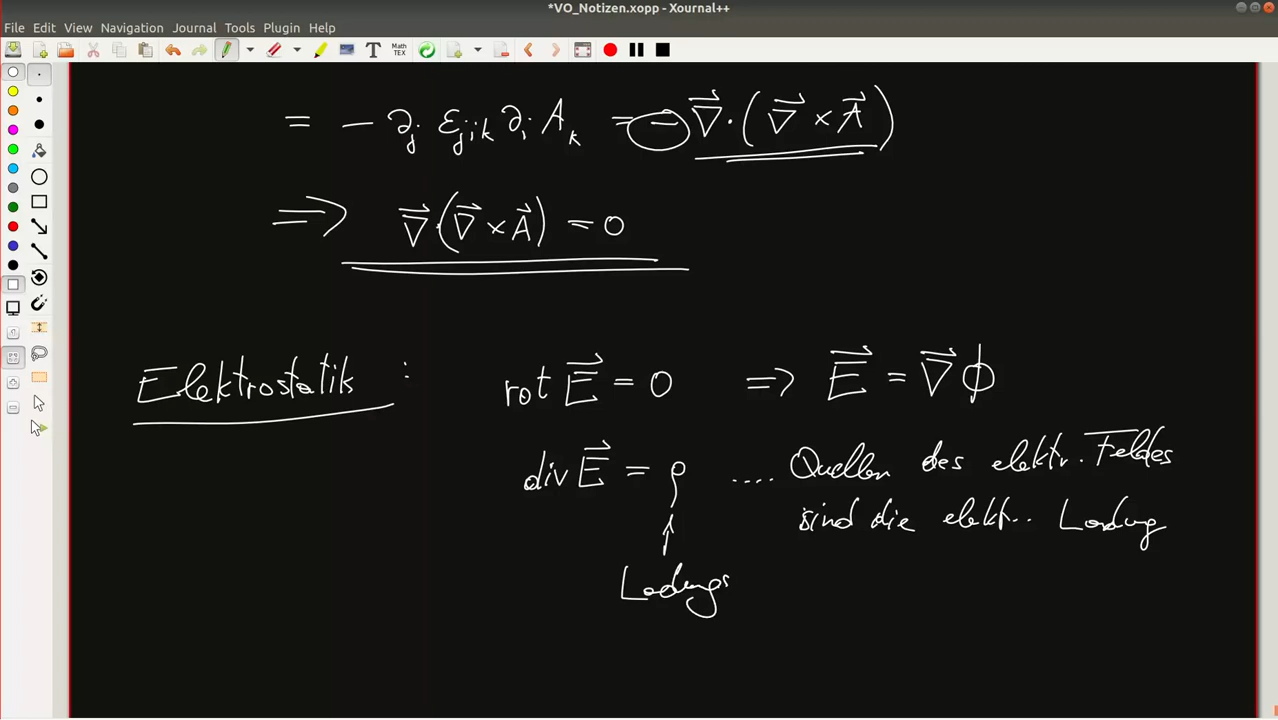 *VO_Notizen.xopp - Xournal++
File Edit View Navigation Journal Tools Plugin Help
= − ∂j εjik ∂i Ak = − ∇⃗·(∇⃗×A⃗)
⟹ ∇⃗·(∇⃗×A⃗) = 0
Elektrostatik : rot E⃗ = 0 ⟹ E⃗ = ∇⃗ϕ
div E⃗ = ρ .... Quellen des elektr. Feldes
sind die elekt.. Ladung
↑
Ladungs